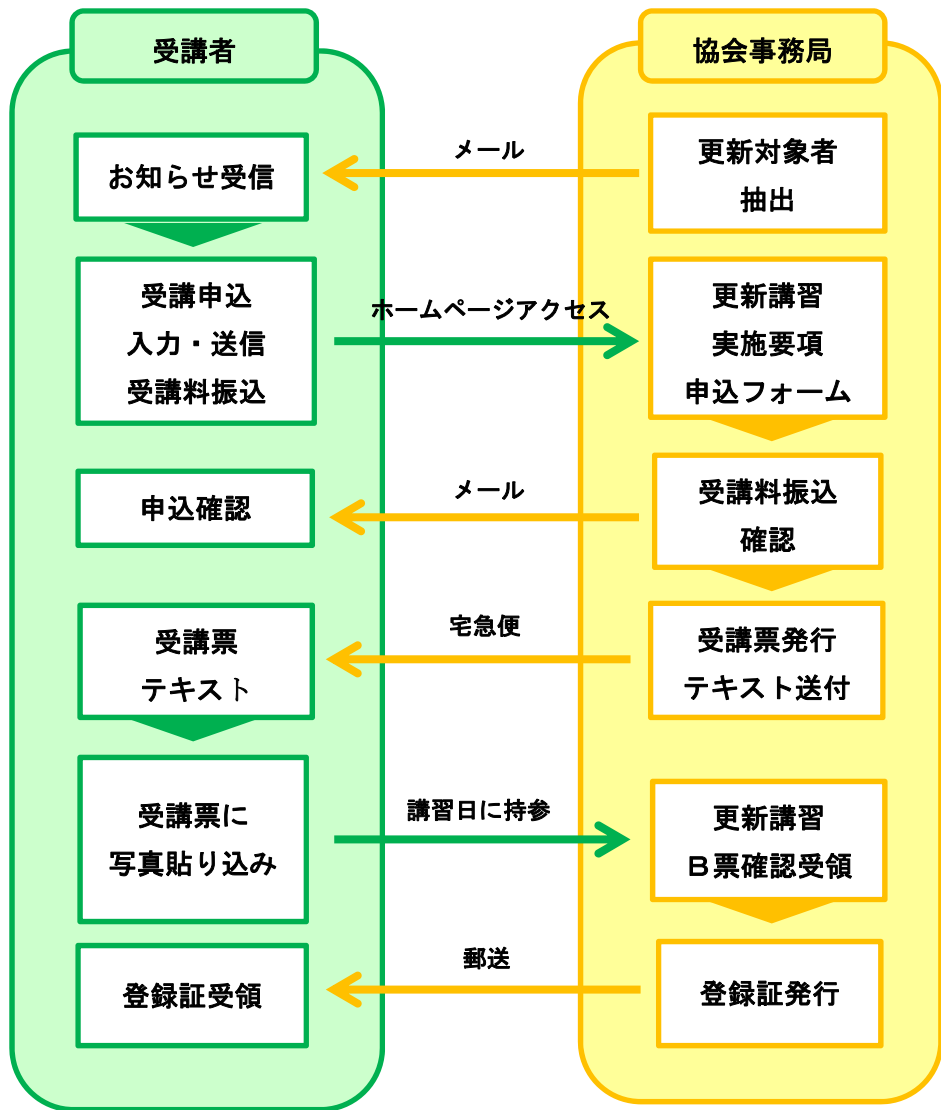 受講者
協会事務局
お知らせ受信
メール
更新対象者
抽出
受講申込
入力・送信
受講料振込
ホームページアクセス
更新講習
実施要項
申込フォーム
申込確認
メール
受講料振込
確認
受講票
テキスト
宅急便
受講票発行
テキスト送付
受講票に
写真貼り込み
講習日に持参
更新講習
B票確認受領
登録証受領
郵送
登録証発行